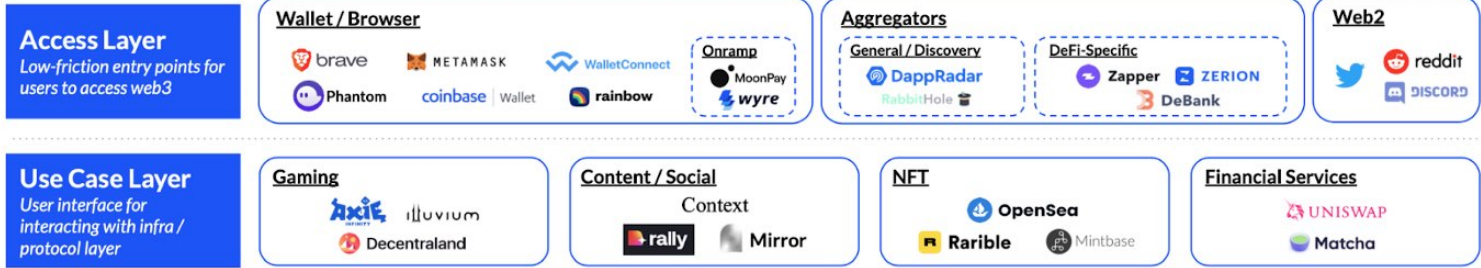 Access Layer
Low-friction entry points for
users to access web3
Wallet / Browser
brave
METAMASK
WalletConnect
Phantom
coinbase | Wallet
rainbow
Onramp
MoonPay
wyre
Aggregators
General / Discovery
DappRadar
RabbitHole
DeFi-Specific
Zapper
ZERION
DeBank
Web2
reddit
DISCORD
Use Case Layer
User interface for
interacting with infra /
protocol layer
Gaming
AXIE
INFINITY
illuvium
Decentraland
Content / Social
Context
rally
Mirror
NFT
OpenSea
R Rarible
Mintbase
Financial Services
UNISWAP
Matcha